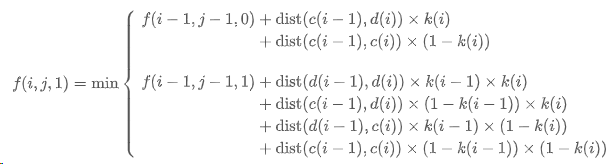 f(i − 1, j − 1, 0) + dist(c(i − 1), d(i)) × k(i)
+ dist(c(i − 1), c(i)) × (1 − k(i))
f(i, j, 1) = min { f(i − 1, j − 1, 1) + dist(d(i − 1), d(i)) × k(i − 1) × k(i)
+ dist(c(i − 1), d(i)) × (1 − k(i − 1)) × k(i)
+ dist(d(i − 1), c(i)) × k(i − 1) × (1 − k(i))
+ dist(c(i − 1), c(i)) × (1 − k(i − 1)) × (1 − k(i))